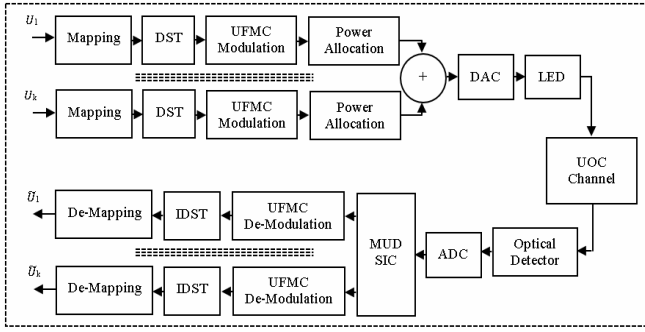 U1
Mapping
DST
UFMC
Modulation
Power
Allocation
+
DAC
LED
Uk
Mapping
DST
UFMC
Modulation
Power
Allocation
UOC
Channel
Ũ1
De-Mapping
IDST
UFMC
De-Modulation
MUD
SIC
ADC
Optical
Detector
Ũk
De-Mapping
IDST
UFMC
De-Modulation